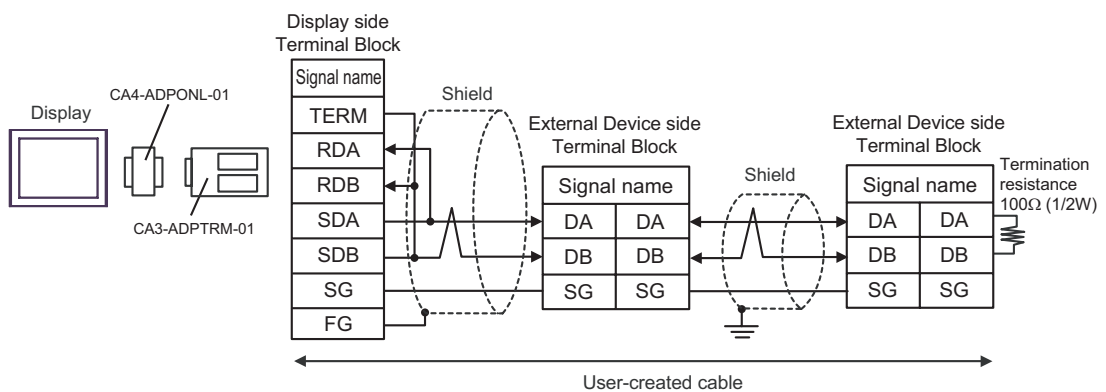 Display side
Terminal Block
Signal name
TERM
RDA
RDB
SDA
SDB
SG
FG
Display
CA4-ADPONL-01
CA3-ADPTRM-01
Shield
External Device side
Terminal Block
Signal name
DA DA
DB DB
SG SG
Shield
External Device side
Terminal Block
Signal name
DA DA
DB DB
SG SG
Termination
resistance
100Ω (1/2W)
User-created cable